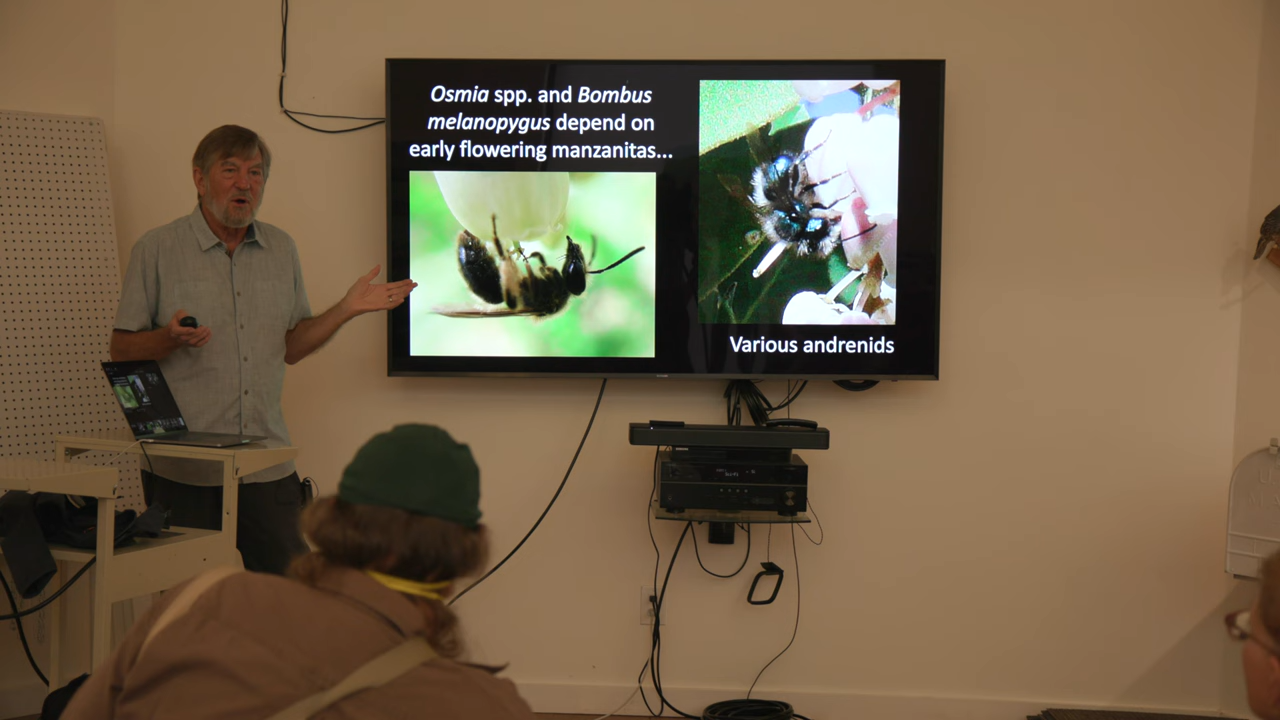 Osmia spp. and Bombus
melanopygus depend on
early flowering manzanitas...
Various andrenids